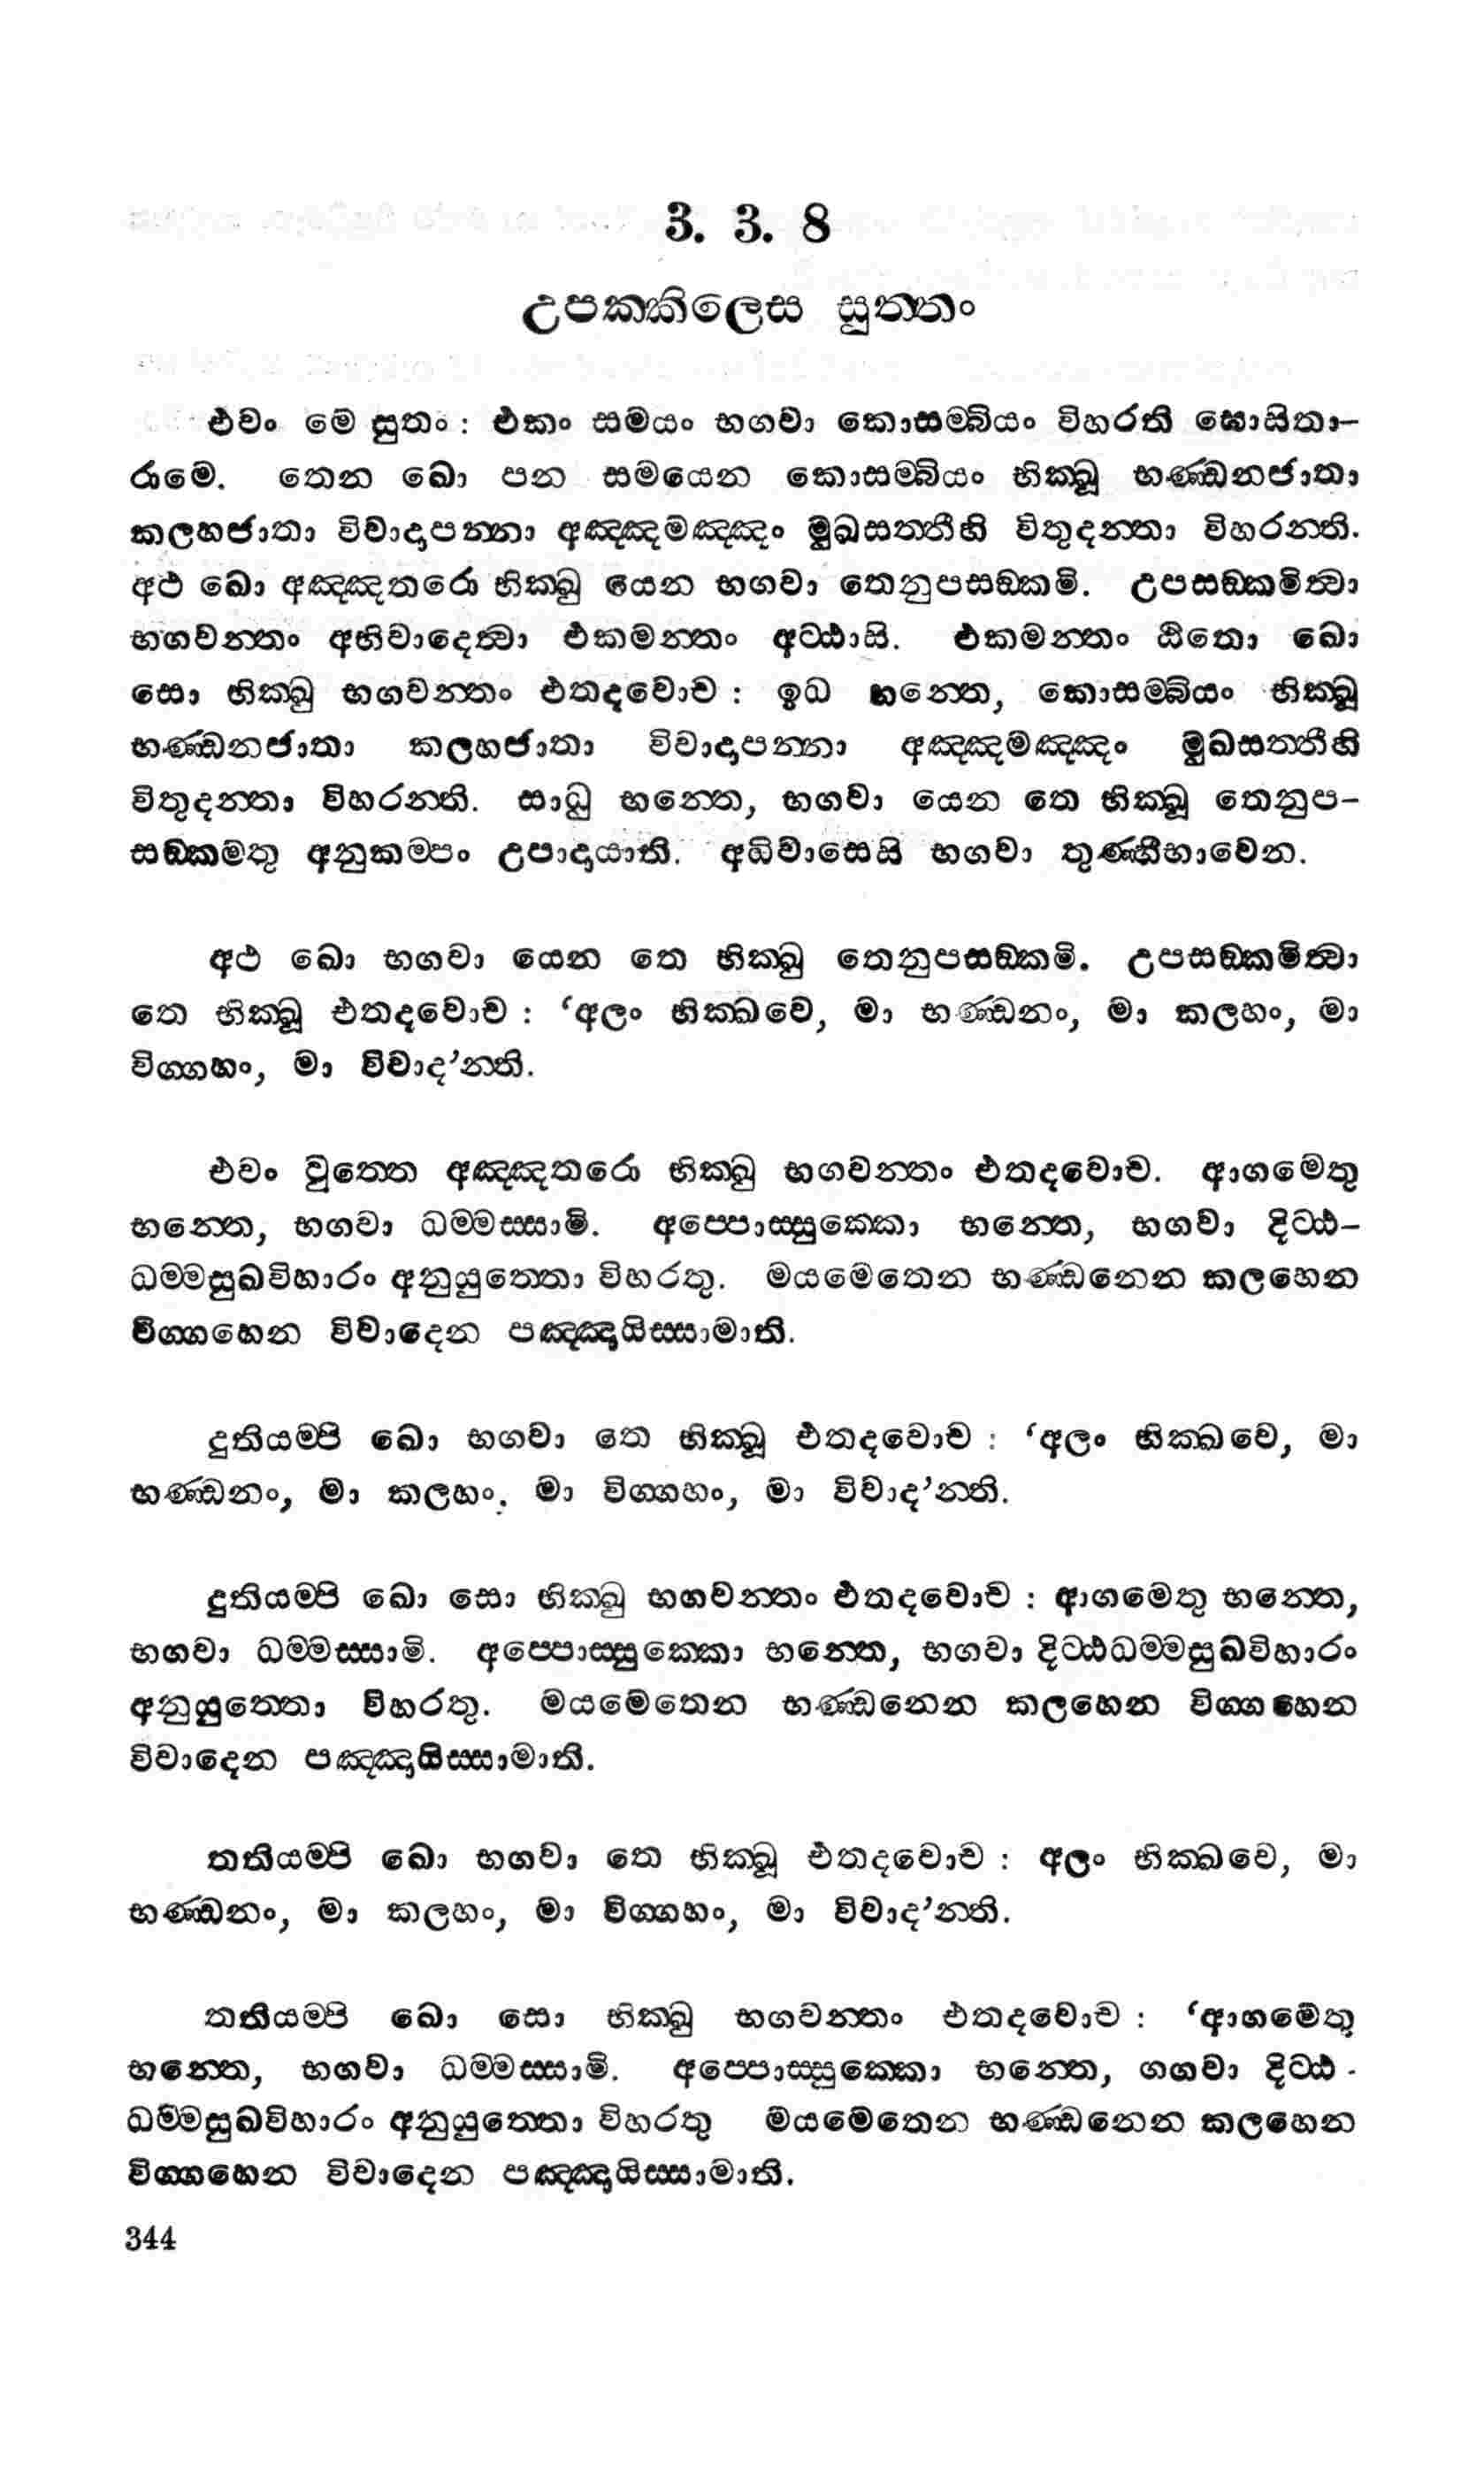 3. 3. 8
උපක්කිලෙස සුත්තං
එවං මෙ සුතං: එකං සමයං භගවා කොසම්බියං විහරති ඝොසිතා-
රාමෙ. තෙන ඛො පන සමයෙන කොසම්බියං භික්ඛූ භණ්ඩනජාතා
කලහජාතා විවාදාපන්නා අඤ්ඤමඤ්ඤං මුඛසත්තීහි විතුදන්තා විහරන්ති.
අථ ඛො අඤ්ඤතරො භික්ඛු යෙන භගවා තෙනුපසඞ්කමි. උපසඞ්කමිත්වා
භගවන්තං අභිවාදෙත්වා එකමන්තං අට්ඨාසි. එකමන්තං ඨිතො ඛො
සො භික්ඛු භගවන්තං එතදවොච: ඉධ භන්තෙ, කොසම්බියං භික්ඛූ
භණ්ඩනජාතා කලහජාතා විවාදාපන්නා අඤ්ඤමඤ්ඤං මුඛසත්තීහි
විතුදන්තා විහරන්ති. සාධු භන්තෙ, භගවා යෙන තෙ භික්ඛූ තෙනුප-
සඞ්කමතු අනුකම්පං උපාදායාති. අධිවාසෙසි භගවා තුණ්හීභාවෙන.
අථ ඛො භගවා යෙන තෙ භික්ඛු තෙනුපසඞ්කමි. උපසඞ්කමිත්වා
තෙ භික්ඛූ එතදවොච: ‘අලං භික්ඛවෙ, මා භණ්ඩනං, මා කලහං, මා
විග්ගහං, මා විවාද’න්ති.
එවං වුත්තෙ අඤ්ඤතරො භික්ඛු භගවන්තං එතදවොච. ආගමෙතු
භන්තෙ, භගවා ධම්මස්සාමි. අප්පොස්සුක්කො භන්තෙ, භගවා දිට්ඨ-
ධම්මසුඛවිහාරං අනුයුත්තො විහරතු. මයමෙතෙන භණ්ඩනෙන කලහෙන
විග්ගහෙන විවාදෙන පඤ්ඤායිස්සාමාති.
දුතියම්පි ඛො භගවා තෙ භික්ඛූ එතදවොච: ‘අලං භික්ඛවෙ, මා
භණ්ඩනං, මා කලහං, මා විග්ගහං, මා විවාද’න්ති.
දුතියම්පි ඛො සො භික්ඛු භගවන්තං එතදවොච: ආගමෙතු භන්තෙ,
භගවා ධම්මස්සාමි. අප්පොස්සුක්කො භන්තෙ, භගවා දිට්ඨධම්මසුඛවිහාරං
අනුයුත්තො විහරතු. මයමෙතෙන භණ්ඩනෙන කලහෙන විග්ගහෙන
විවාදෙන පඤ්ඤායිස්සාමාති.
තතියම්පි ඛො භගවා තෙ භික්ඛූ එතදවොච: අලං භික්ඛවෙ, මා
භණ්ඩනං, මා කලහං, මා විග්ගහං, මා විවාද’න්ති.
තතියම්පි ඛො සො භික්ඛු භගවන්තං එතදවොච: ‘ආගමෙතු
භන්තෙ, භගවා ධම්මස්සාමි. අප්පොස්සුක්කො භන්තෙ, ගගවා දිට්ඨ-
ධම්මසුඛවිහාරං අනුයුත්තො විහරතු මයමෙතෙන භණ්ඩනෙන කලහෙන
විග්ගහෙන විවාදෙන පඤ්ඤායිස්සාමාති.
344